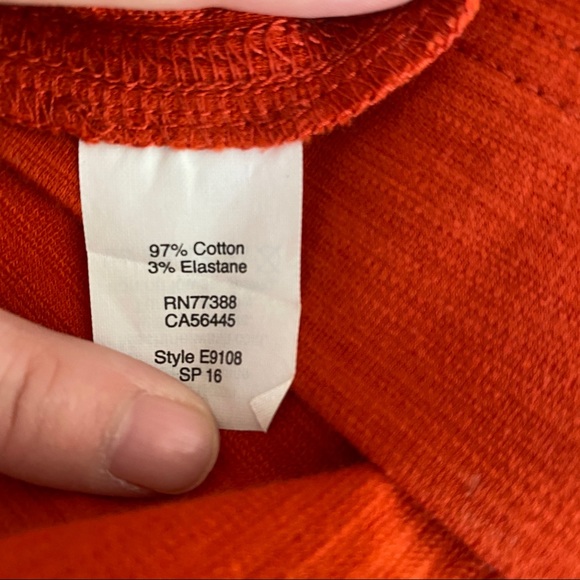 97% Cotton
3% Elastane
RN77388
CA56445
Style E9108
SP 16